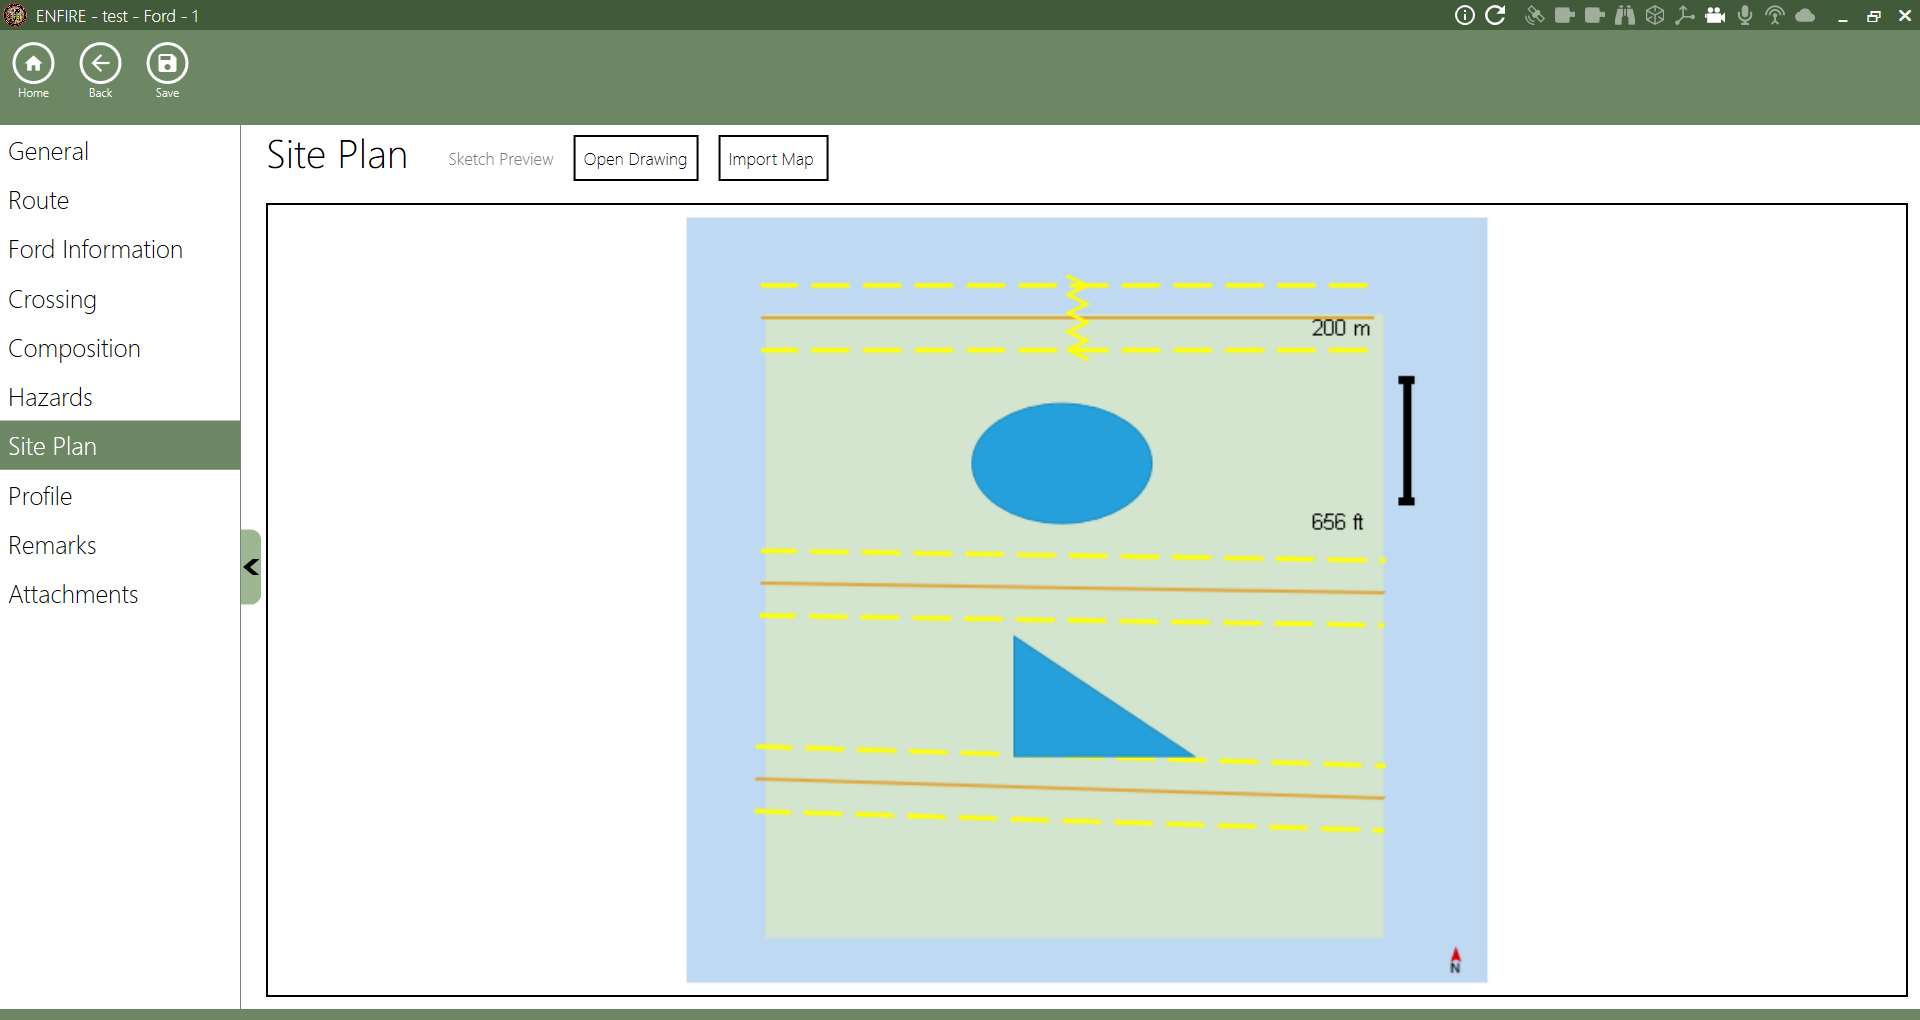 ENFIRE - test - Ford - 1
Home
Back
Save
General
Route
Ford Information
Crossing
Composition
Hazards
Site Plan
Profile
Remarks
Attachments
Site Plan
Sketch Preview
Open Drawing
Import Map
200 m
656 ft
N